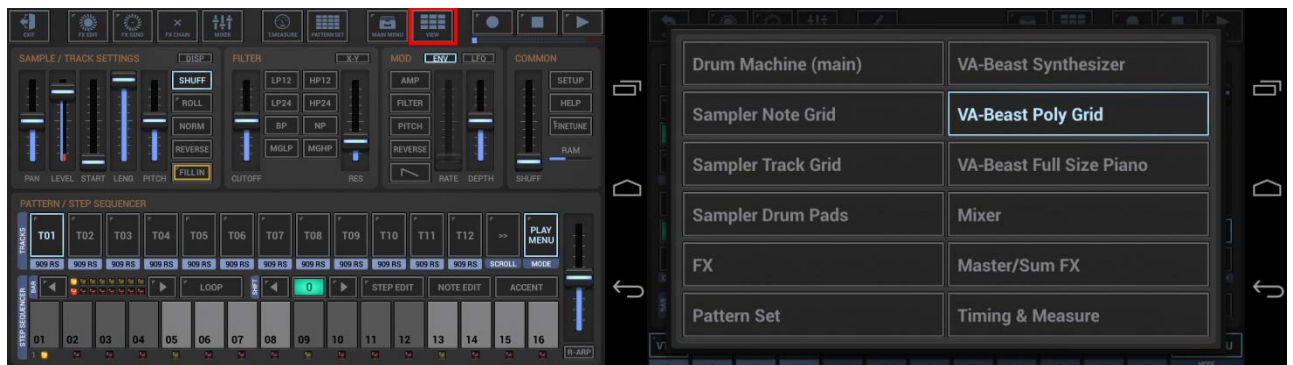 EXIT FX EDIT FX SEND FX CHAIN MIXER T.MEASURE PATTERN SET MAIN MENU VIEW
SAMPLE / TRACK SETTINGS DISP FILTER X-Y MOD ENV LFO COMMON
SHUFF LP12 HP12 AMP SETUP
ROLL LP24 HP24 FILTER HELP
NORM BP NP PITCH FINETUNE
REVERSE MGLP MGHP REVERSE RAM
FILL IN
PAN LEVEL START LENG PITCH CUTOFF RES RATE DEPTH SHUFF
PATTERN / STEP SEQUENCER
TRACKS T01 T02 T03 T04 T05 T06 T07 T08 T09 T10 T11 T12 >> PLAY MENU
909 RS 909 RS 909 RS 909 RS 909 RS 909 RS 909 RS 909 RS 909 RS 909 RS 909 RS 909 RS SCROLL MODE
BAR LOOP SHFT 0 STEP EDIT NOTE EDIT ACCENT
STEP SEQUENCER 01 02 03 04 05 06 07 08 09 10 11 12 13 14 15 16
1 R-ARP
Drum Machine (main) VA-Beast Synthesizer
Sampler Note Grid VA-Beast Poly Grid
Sampler Track Grid VA-Beast Full Size Piano
Sampler Drum Pads Mixer
FX Master/Sum FX
Pattern Set Timing & Measure